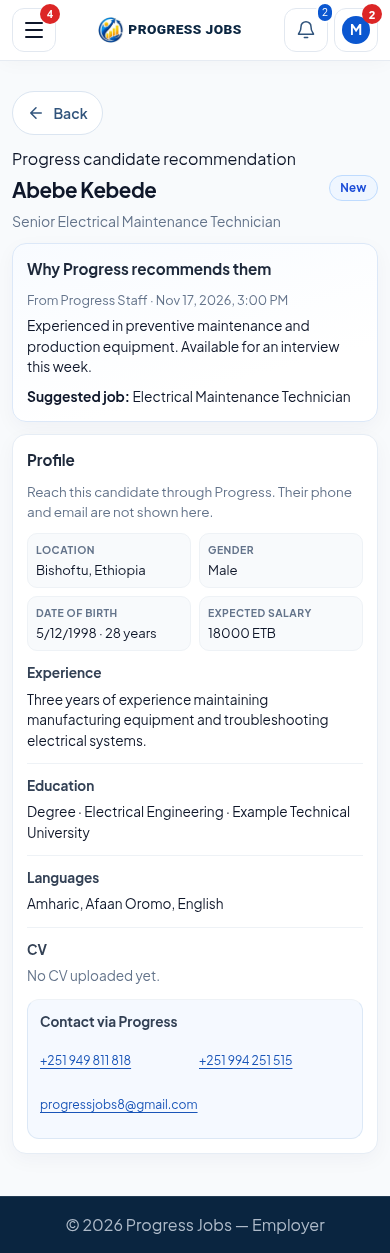 4
PROGRESS JOBS
2
M
2
Back
Progress candidate recommendation
Abebe Kebede
New
Senior Electrical Maintenance Technician
Why Progress recommends them
From Progress Staff · Nov 17, 2026, 3:00 PM
Experienced in preventive maintenance and
production equipment. Available for an interview
this week.
Suggested job: Electrical Maintenance Technician
Profile
Reach this candidate through Progress. Their phone
and email are not shown here.
LOCATION
Bishoftu, Ethiopia
GENDER
Male
DATE OF BIRTH
5/12/1998 · 28 years
EXPECTED SALARY
18000 ETB
Experience
Three years of experience maintaining
manufacturing equipment and troubleshooting
electrical systems.
Education
Degree · Electrical Engineering · Example Technical
University
Languages
Amharic, Afaan Oromo, English
CV
No CV uploaded yet.
Contact via Progress
+251 949 811 818
+251 994 251 515
progressjobs8@gmail.com
© 2026 Progress Jobs — Employer